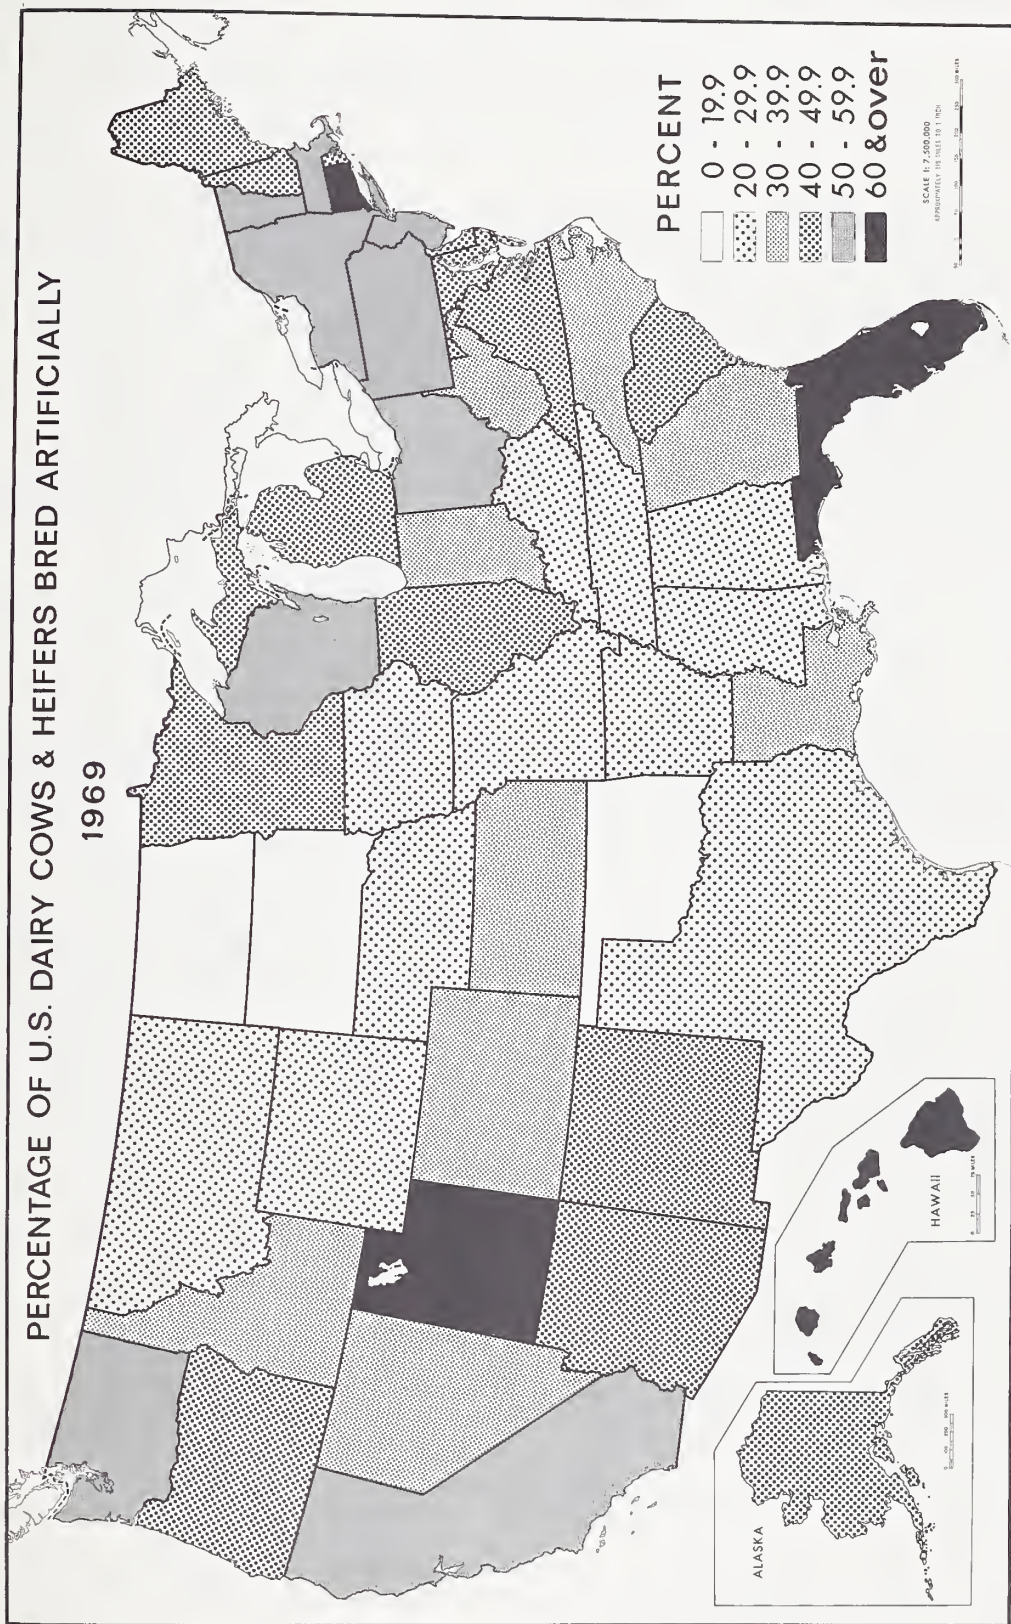 PERCENTAGE OF U.S. DAIRY COWS & HEIFERS BRED ARTIFICIALLY
1969
PERCENT
0 - 19.9
20 - 29.9
30 - 39.9
40 - 49.9
50 - 59.9
60 &over
SCALE 1: 7,500,000
ALASKA
HAWAII